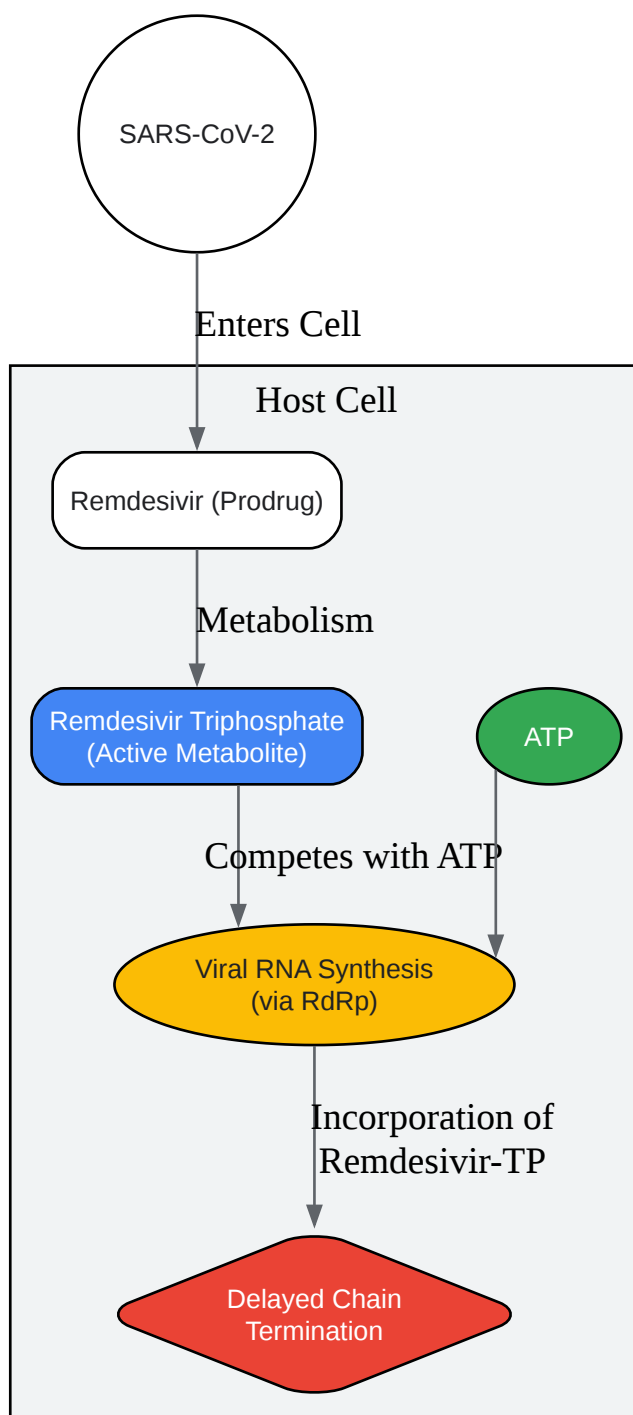 SARS-CoV-2
Enters Cell
Host Cell
Remdesivir (Prodrug)
Metabolism
Remdesivir Triphosphate
(Active Metabolite)
ATP
Competes with ATP
Viral RNA Synthesis
(via RdRp)
Incorporation of
Remdesivir-TP
Delayed Chain
Termination